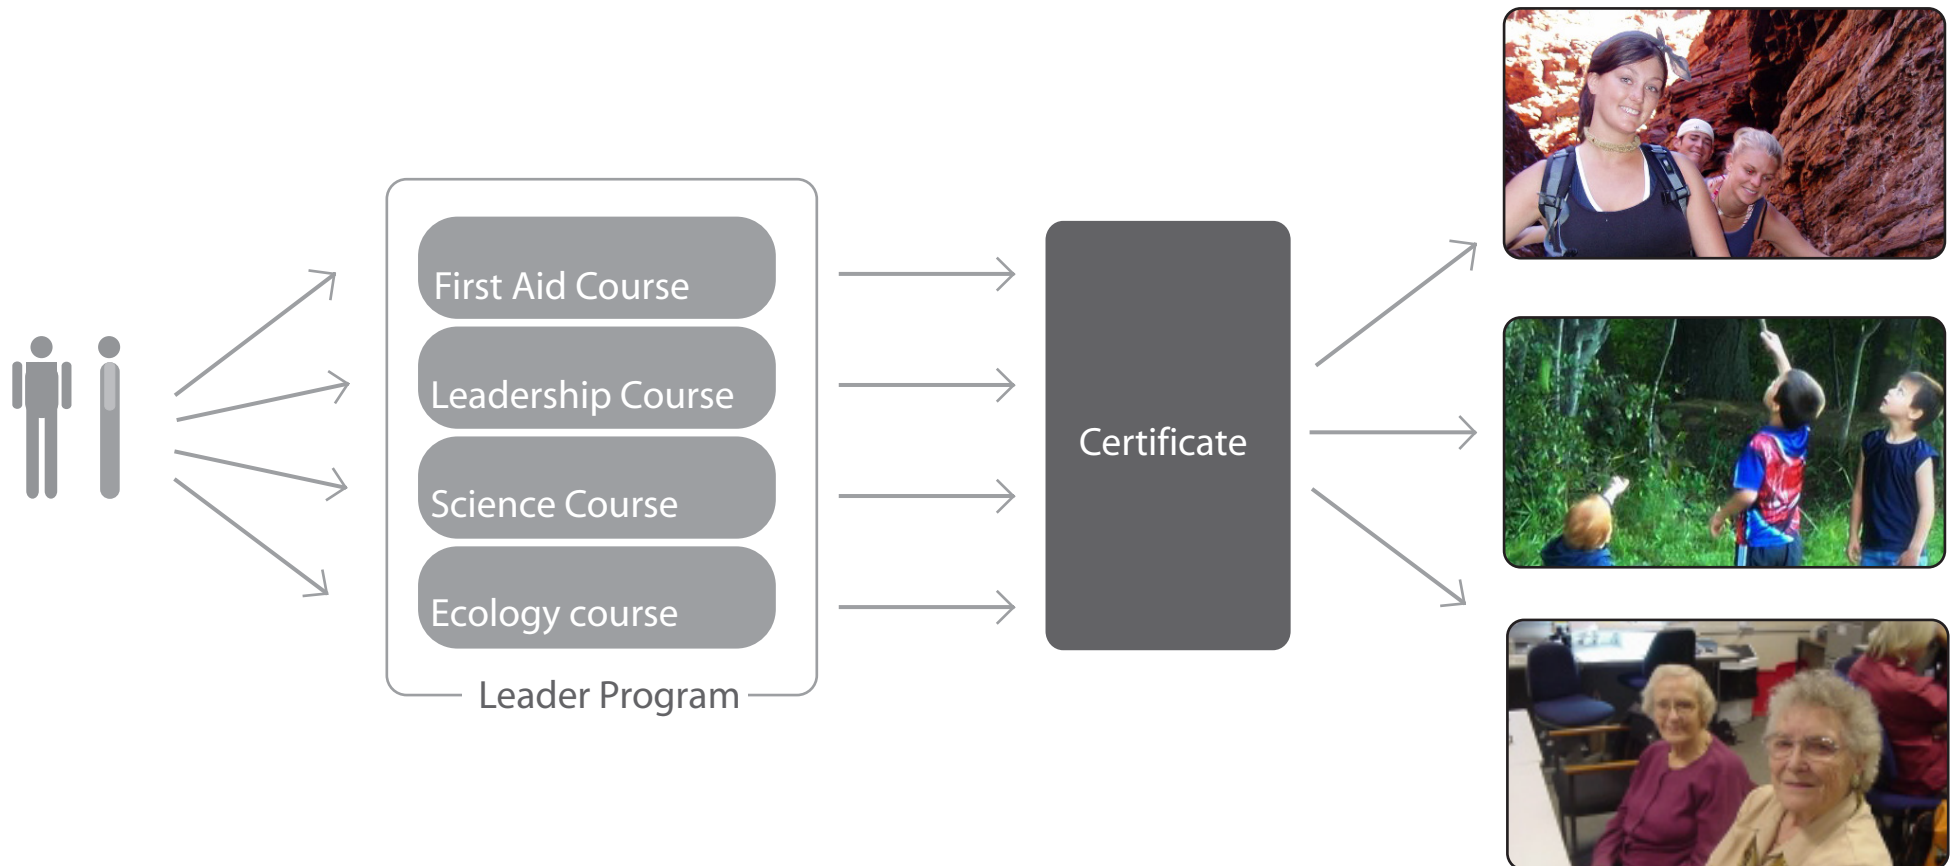 First Aid Course
Leadership Course
Science Course
Ecology course
Leader Program
Certificate